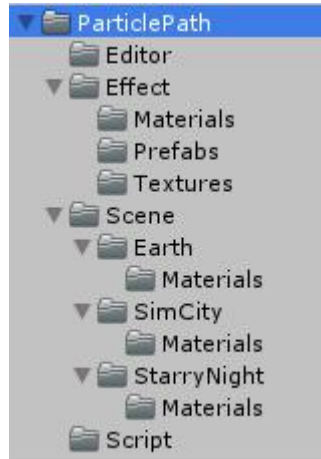 ParticlePath
Editor
Effect
Materials
Prefabs
Textures
Scene
Earth
Materials
SimCity
Materials
StarryNight
Materials
Script